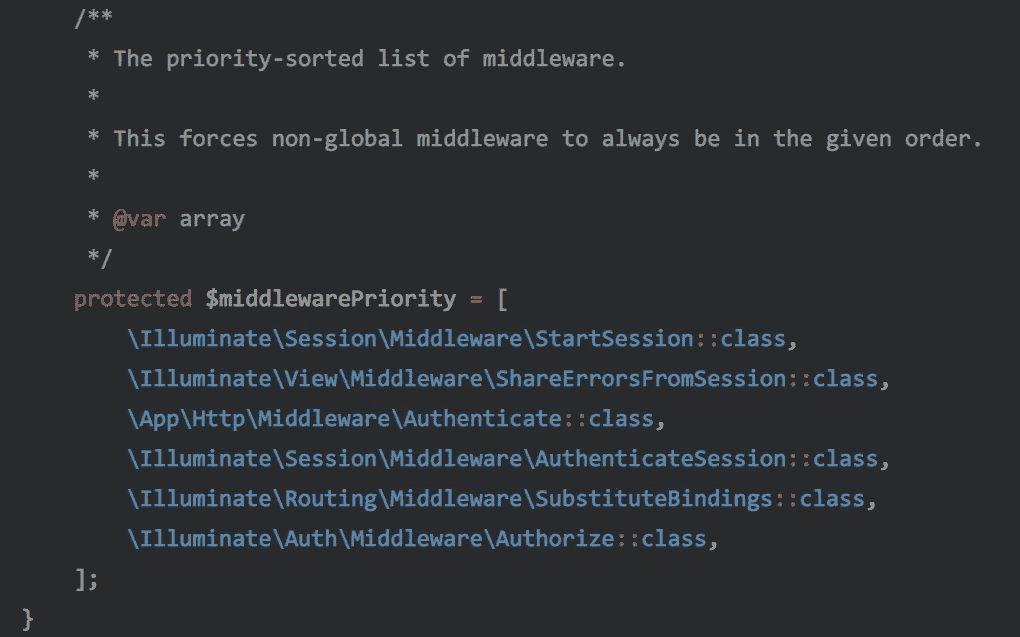 /**
 * The priority-sorted list of middleware.
 *
 * This forces non-global middleware to always be in the given order.
 *
 * @var array
 */
protected $middlewarePriority = [
    \Illuminate\Session\Middleware\StartSession::class,
    \Illuminate\View\Middleware\ShareErrorsFromSession::class,
    \App\Http\Middleware\Authenticate::class,
    \Illuminate\Session\Middleware\AuthenticateSession::class,
    \Illuminate\Routing\Middleware\SubstituteBindings::class,
    \Illuminate\Auth\Middleware\Authorize::class,
];
}